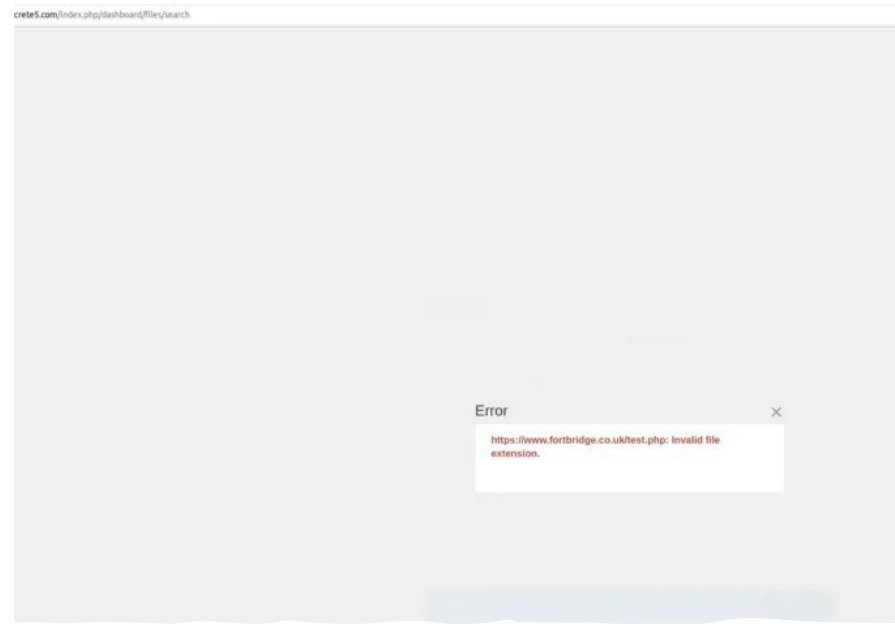 crete5.com/index.php/dashboard/files/search
Error
https://www.fortbridge.co.uk/test.php: Invalid file
extension.